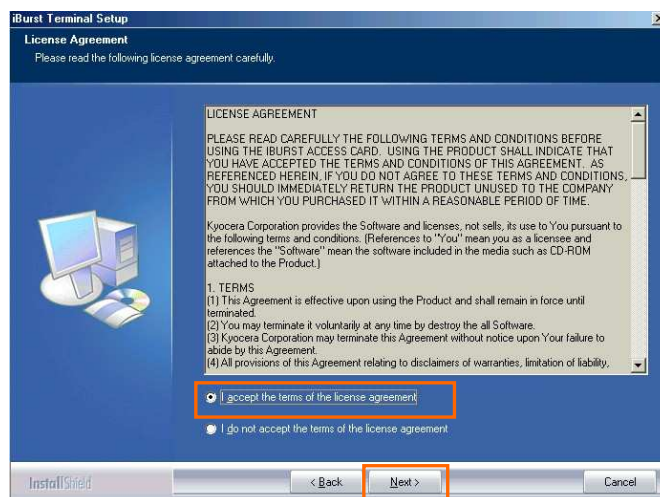 iBurst Terminal Setup
License Agreement
Please read the following license agreement carefully.
LICENSE AGREEMENT
PLEASE READ CAREFULLY THE FOLLOWING TERMS AND CONDITIONS BEFORE
USING THE IBURST ACCESS CARD. USING THE PRODUCT SHALL INDICATE THAT
YOU HAVE ACCEPTED THE TERMS AND CONDITIONS OF THIS AGREEMENT. AS
REFERENCED HEREIN, IF YOU DO NOT AGREE TO THESE TERMS AND CONDITIONS,
YOU SHOULD IMMEDIATELY RETURN THE PRODUCT UNUSED TO THE COMPANY
FROM WHICH YOU PURCHASED IT WITHIN A REASONABLE PERIOD OF TIME.
Kyocera Corporation provides the Software and licenses, not sells, its use to You pursuant to
the following terms and conditions. (References to "You" mean you as a licensee and
references the "Software" mean the software included in the media such as CD-ROM
attached to the Product.)
1. TERMS
(1) This Agreement is effective upon using the Product and shall remain in force until
terminated.
(2) You may terminate it voluntarily at any time by destroy the all Software.
(3) Kyocera Corporation may terminate this Agreement without notice upon Your failure to
abide by this Agreement.
(4) All provisions of this Agreement relating to disclaimers of warranties, limitation of liability,
I accept the terms of the license agreement
I do not accept the terms of the license agreement
InstallShield
< Back
Next >
Cancel